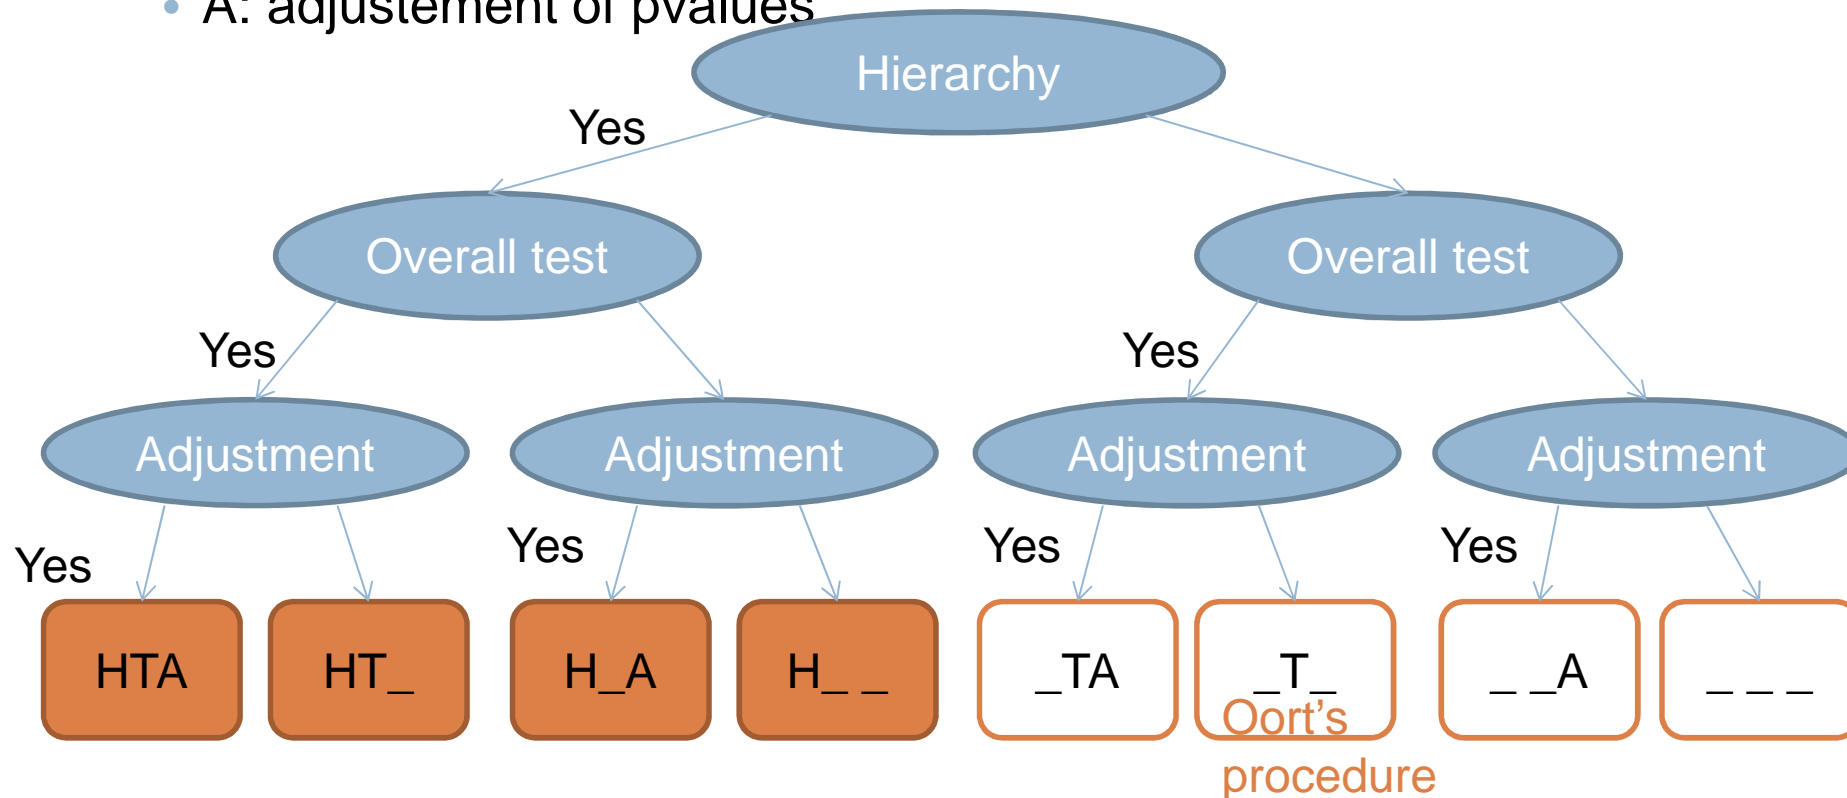 A: adjustement of pvalues
Hierarchy
Yes
Overall test Overall test
Yes Yes
Adjustment Adjustment Adjustment Adjustment
Yes Yes Yes Yes
HTA HT_ H_A H_ _ _TA _T_ _ _A _ _ _
Oort’s
procedure